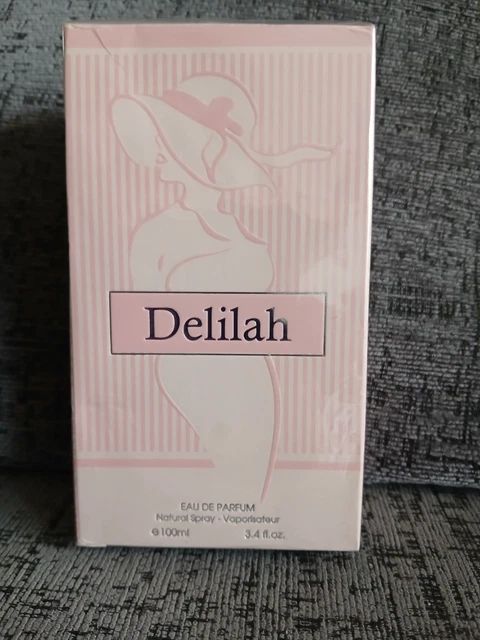 Delilah
EAU DE PARFUM
Natural Spray - Vaporisateur
℮100ml 3.4 fl.oz.